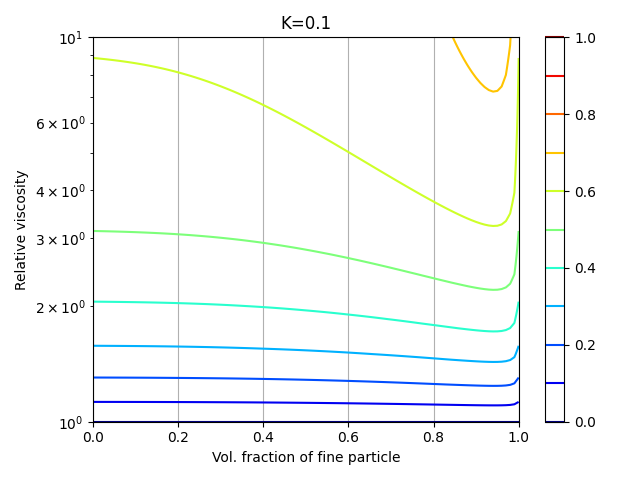 K=0.1
10¹
6 × 10⁰
4 × 10⁰
3 × 10⁰
2 × 10⁰
10⁰
Relative viscosity
0.0 0.2 0.4 0.6 0.8 1.0
Vol. fraction of fine particle
1.0
0.8
0.6
0.4
0.2
0.0